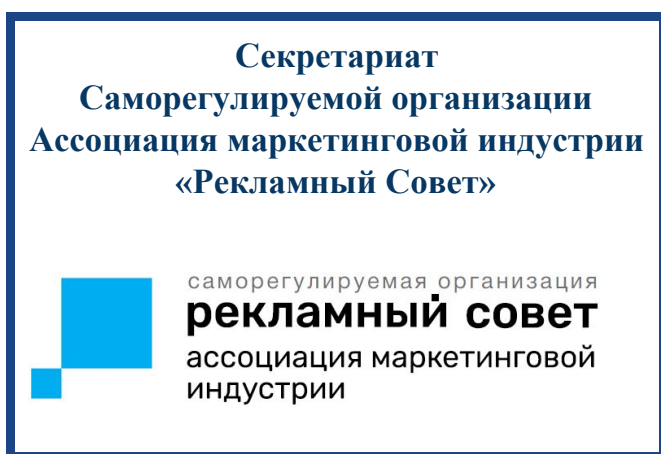 Секретариат
Саморегулируемой организации
Ассоциация маркетинговой индустрии
«Рекламный Совет»
саморегулируемая организация
рекламный совет
ассоциация маркетинговой
индустрии